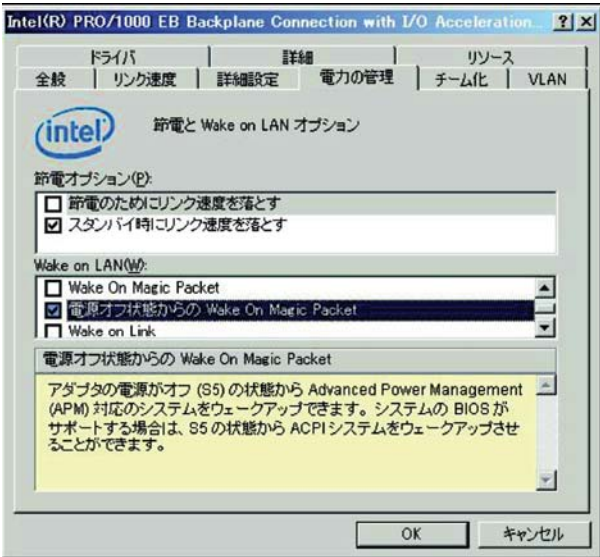 Intel(R) PRO/1000 EB Backplane Connection with I/O Acceleration...
ドライバ 詳細 リソース
全般 リンク速度 詳細設定 電力の管理 チーム化 VLAN
intel 節電と Wake on LAN オプション
節電オプション(P):
節電のためにリンク速度を落とす
スタンバイ時にリンク速度を落とす
Wake on LAN(W):
Wake On Magic Packet
電源オフ状態からの Wake On Magic Packet
Wake on Link
電源オフ状態からの Wake On Magic Packet
アダプタの電源がオフ (S5) の状態から Advanced Power Management
(APM) 対応のシステムをウェークアップできます。システムの BIOS が
サポートする場合は、S5 の状態から ACPI システムをウェークアップさせ
ることができます。
OK キャンセル